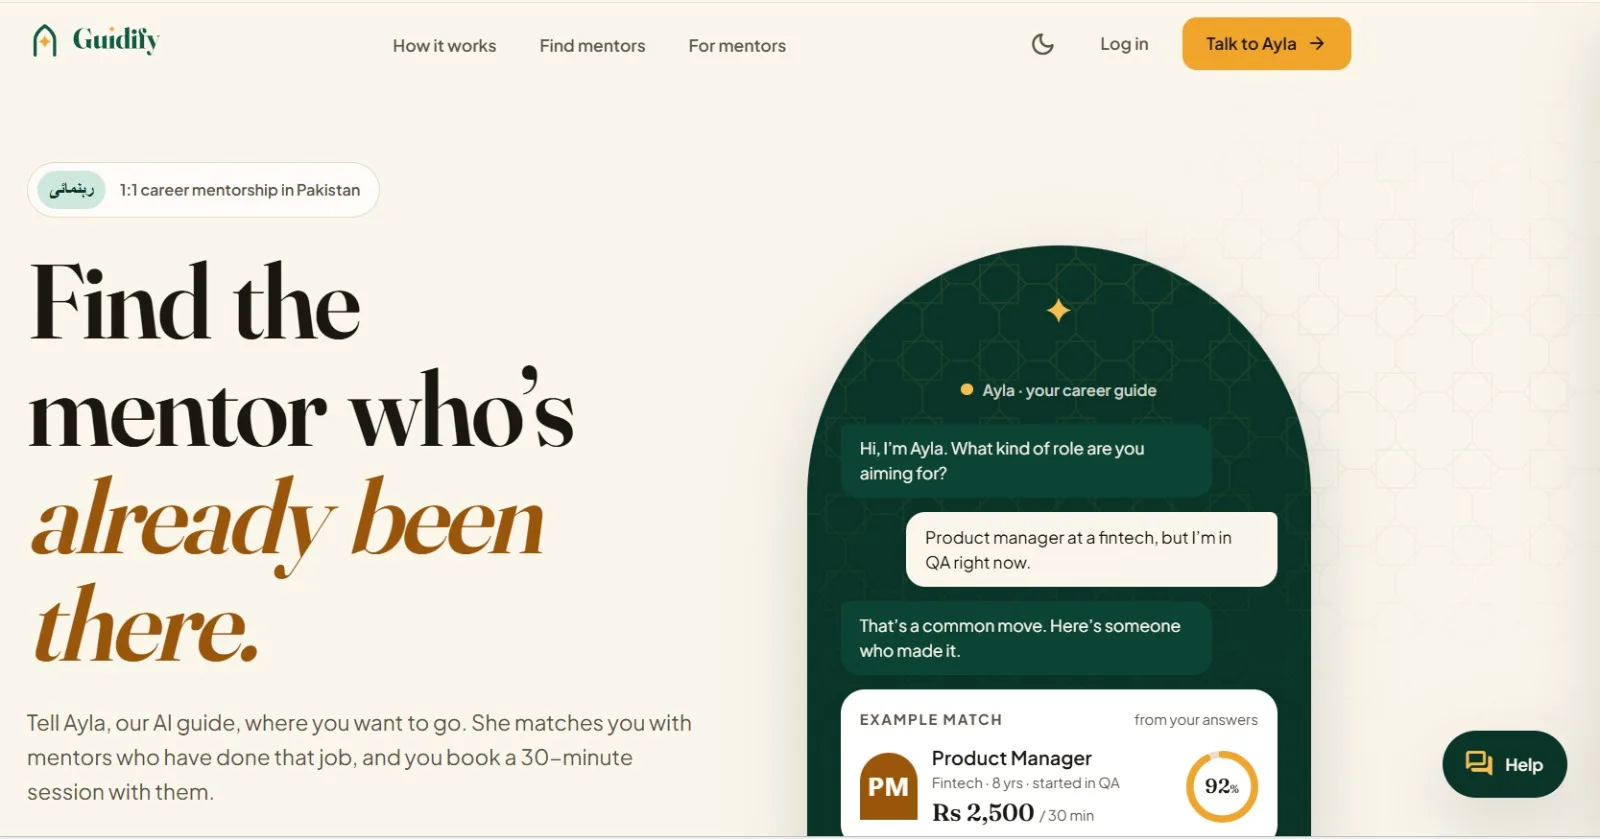 Guidify
How it works
Find mentors
For mentors
Log in
Talk to Ayla →
رہنمائی
1:1 career mentorship in Pakistan
Find the
mentor who’s
already been
there.
Tell Ayla, our AI guide, where you want to go. She matches you with
mentors who have done that job, and you book a 30–minute
session with them.
Ayla · your career guide
Hi, I’m Ayla. What kind of role are you
aiming for?
Product manager at a fintech, but I’m in
QA right now.
That’s a common move. Here’s someone
who made it.
EXAMPLE MATCH
from your answers
PM
Product Manager
Fintech · 8 yrs · started in QA
Rs 2,500 / 30 min
92%
Help